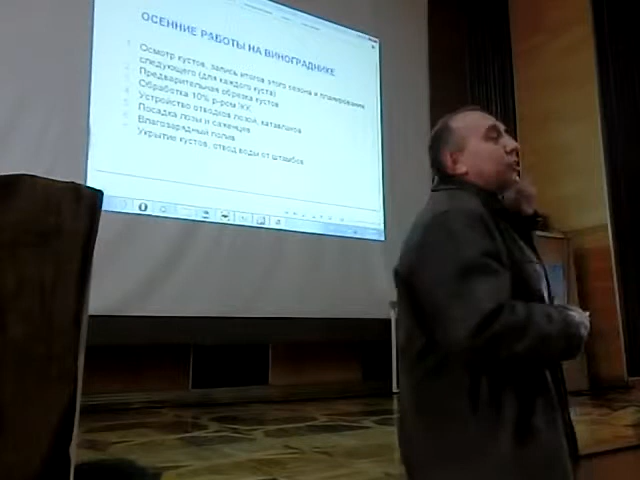 ОСЕННИЕ РАБОТЫ НА ВИНОГРАДНИКЕ
Осмотр кустов, запись итогов этого сезона и планирование
следующего (для каждого куста)
Предварительная обрезка кустов
Обработка 10% р-ром ЖК
Устройство отводков лозой, катавлаков
Посадка лозы и саженцев
Влагозарядный полив
Укрытие кустов, отвод воды от штамбов